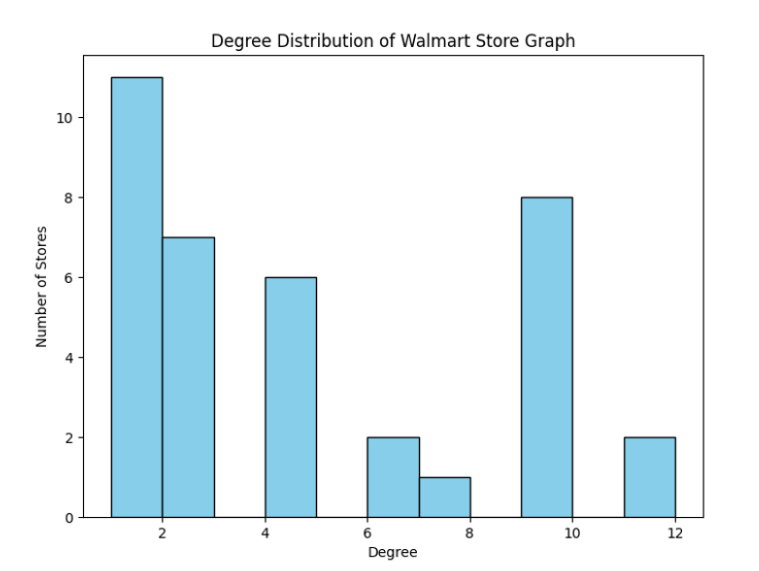 Degree Distribution of Walmart Store Graph
Number of Stores
10
8
6
4
2
0
2 4 6 8 10 12
Degree